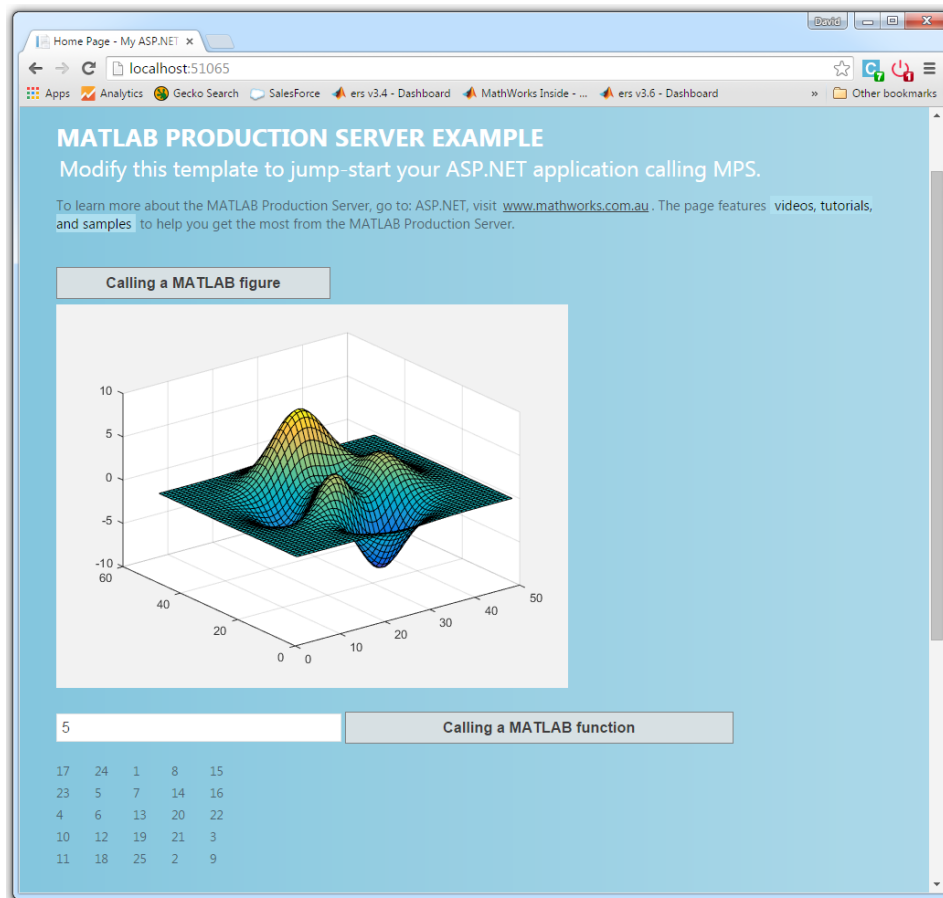 David
Home Page - My ASP.NET
localhost:51065
Apps Analytics Gecko Search SalesForce ers v3.4 - Dashboard MathWorks Inside - ... ers v3.6 - Dashboard » Other bookmarks
7 1
MATLAB PRODUCTION SERVER EXAMPLE
Modify this template to jump-start your ASP.NET application calling MPS.
To learn more about the MATLAB Production Server, go to: ASP.NET, visit www.mathworks.com.au . The page features videos, tutorials,
and samples to help you get the most from the MATLAB Production Server.
Calling a MATLAB figure
10
5
0
-5
-10
60
40
20
0
0
10
20
30
40
50
5 Calling a MATLAB function
17 24 1 8 15
23 5 7 14 16
4 6 13 20 22
10 12 19 21 3
11 18 25 2 9